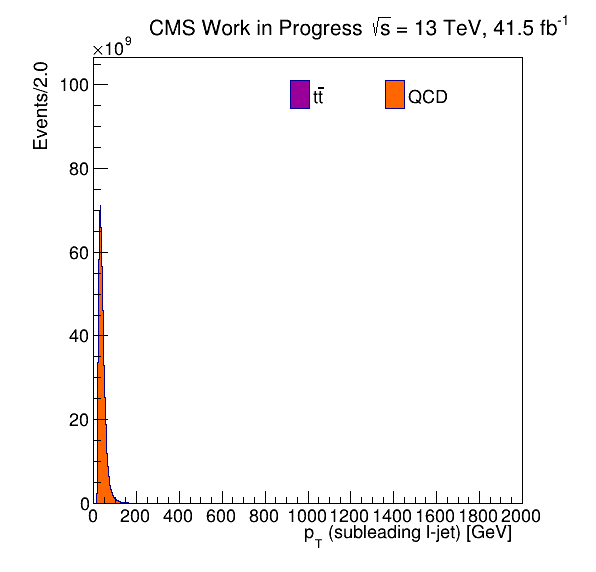 CMS Work in Progress √s = 13 TeV, 41.5 fb⁻¹
×10⁹
Events/2.0
tt̄
QCD
100
80
60
40
20
0
0 200 400 600 800 1000 1200 1400 1600 1800 2000
p_T (subleading l-jet) [GeV]